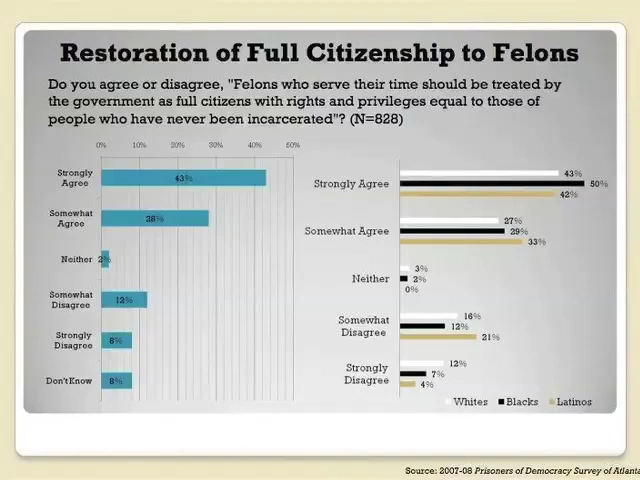 Restoration of Full Citizenship to Felons
Do you agree or disagree, "Felons who serve their time should be treated by
the government as full citizens with rights and privileges equal to those of
people who have never been incarcerated"? (N=828)
0% 10% 20% 30% 40% 50%
Strongly
Agree
43%
Somewhat
Agree
28%
Neither
2%
Somewhat
Disagree
12%
Strongly
Disagree
8%
Don't Know
8%
Strongly Agree
43%
50%
42%
Somewhat Agree
27%
29%
33%
Neither
3%
2%
0%
Somewhat
Disagree
16%
12%
21%
Strongly
Disagree
12%
7%
4%
Whites Blacks Latinos
Source: 2007-08 Prisoners of Democracy Survey of Atlanta